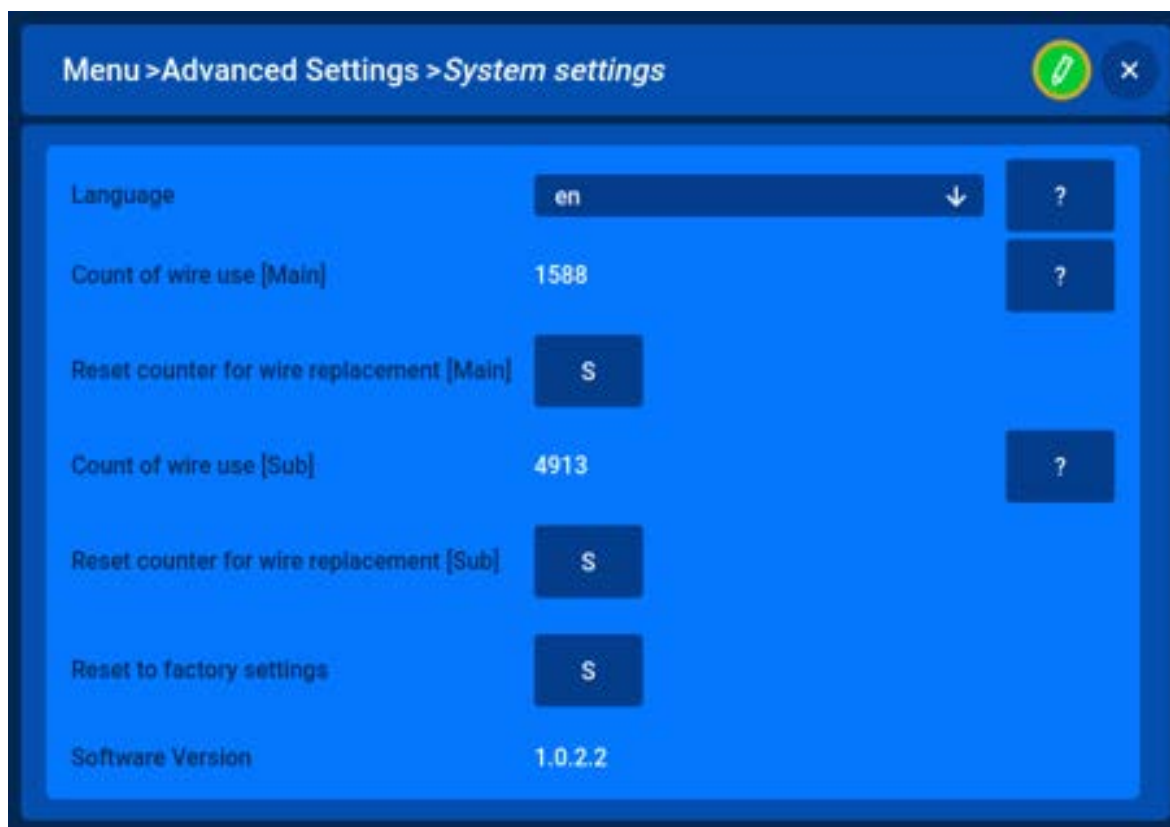 Menu >Advanced Settings >System settings
Language en ?
Count of wire use [Main] 1588 ?
Reset counter for wire replacement [Main] S
Count of wire use [Sub] 4913 ?
Reset counter for wire replacement [Sub] S
Reset to factory settings S
Software Version 1.0.2.2